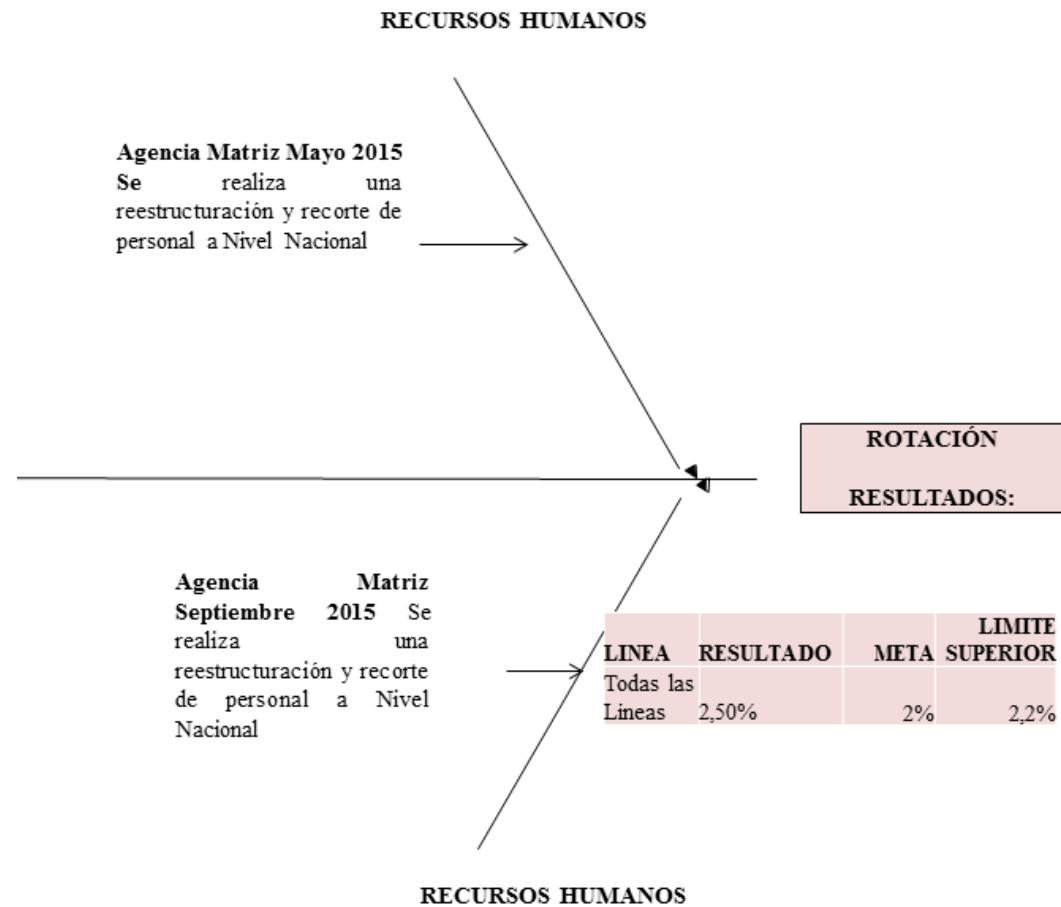 RECURSOS HUMANOS
Agencia Matriz Mayo 2015
Se realiza una
reestructuración y recorte de
personal a Nivel Nacional
ROTACIÓN
RESULTADOS:
Agencia Matriz
Septiembre 2015 Se
realiza una
reestructuración y recorte
de personal a Nivel
Nacional
LIMITE
LINEA RESULTADO META SUPERIOR
Todas las
Lineas 2,50% 2% 2,2%
RECURSOS HUMANOS